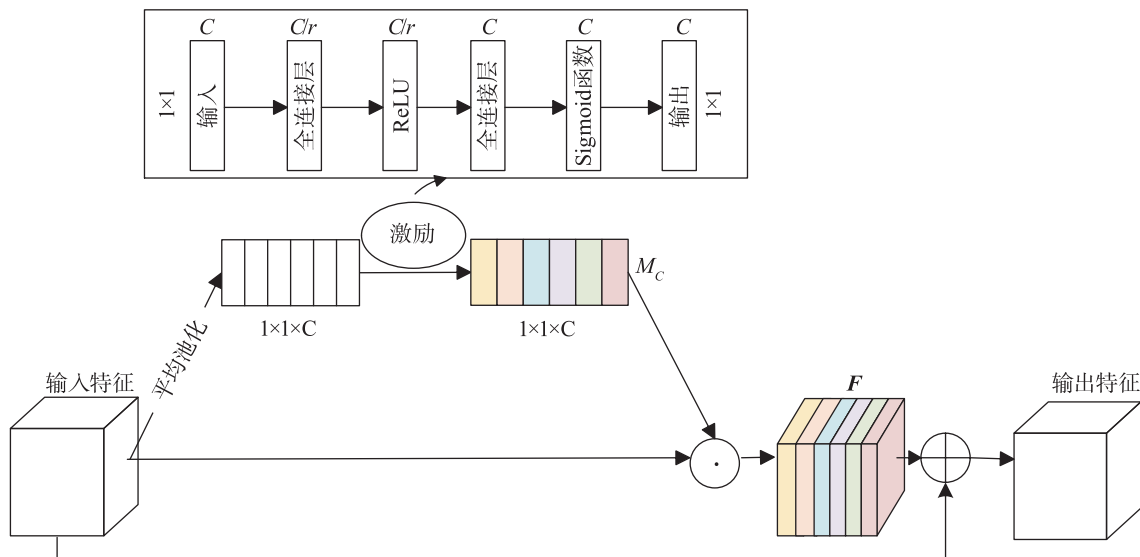 C C/r C/r C C C
1×1 输入 全连接层 ReLU 全连接层 Sigmoid函数 输出 1×1
激励
M_C
1×1×C 1×1×C
平均池化
输入特征 F 输出特征